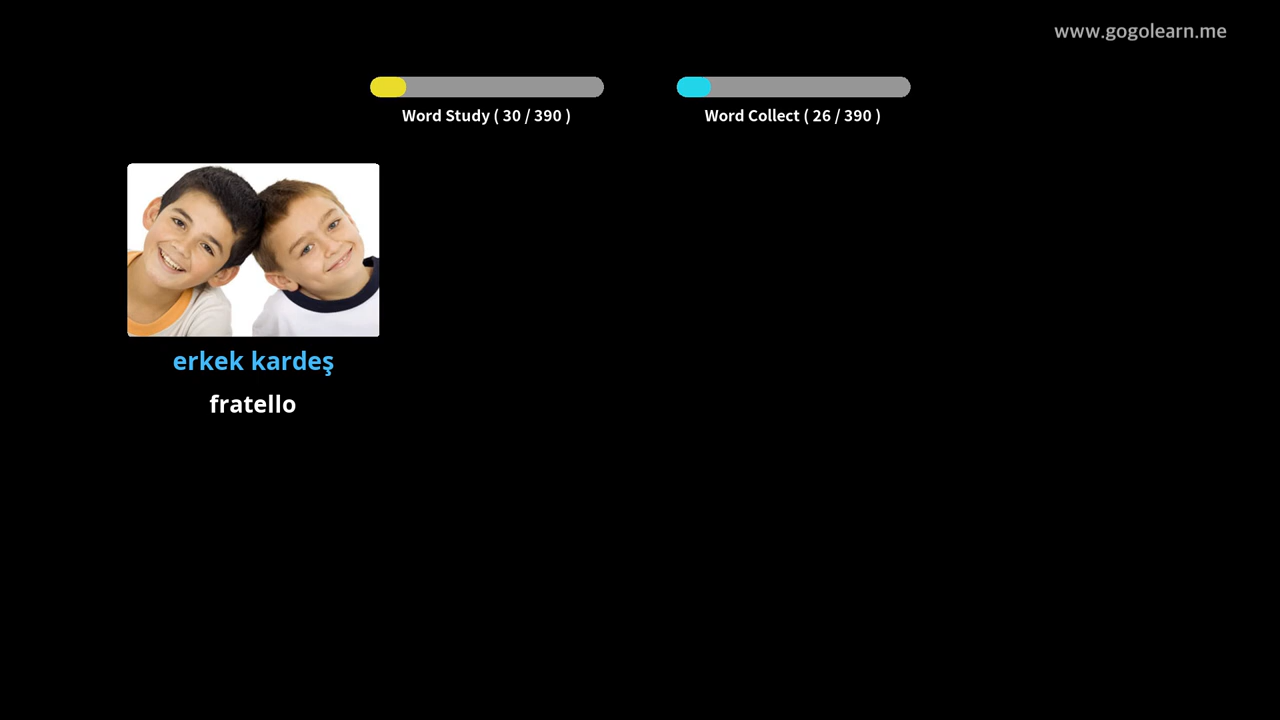 www.gogolearn.me
Word Study ( 30 / 390 )
Word Collect ( 26 / 390 )
erkek kardeş
fratello